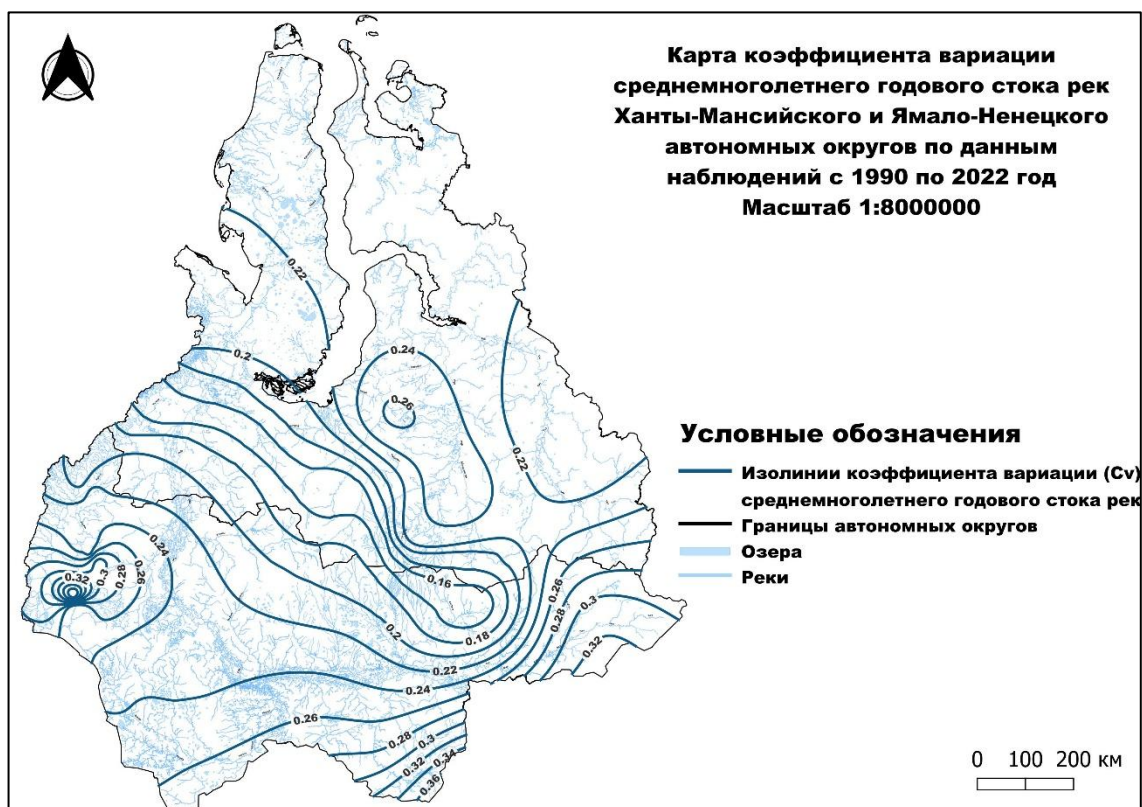 Карта коэффициента вариации
среднемноголетнего годового стока рек
Ханты-Мансийского и Ямало-Ненецкого
автономных округов по данным
наблюдений с 1990 по 2022 год
Масштаб 1:8000000
0.22
0.2
0.24
0.26
0.22
Условные обозначения
Изолинии коэффициента вариации (Cv)
среднемноголетнего годового стока рек
Границы автономных округов
Озера
Реки
0.24
0.32
0.3
0.28
0.26
0.16
0.26
0.28
0.3
0.2
0.18
0.32
0.22
0.24
0.26
0.28
0.3
0.32
0.34
0.36
0 100 200 км